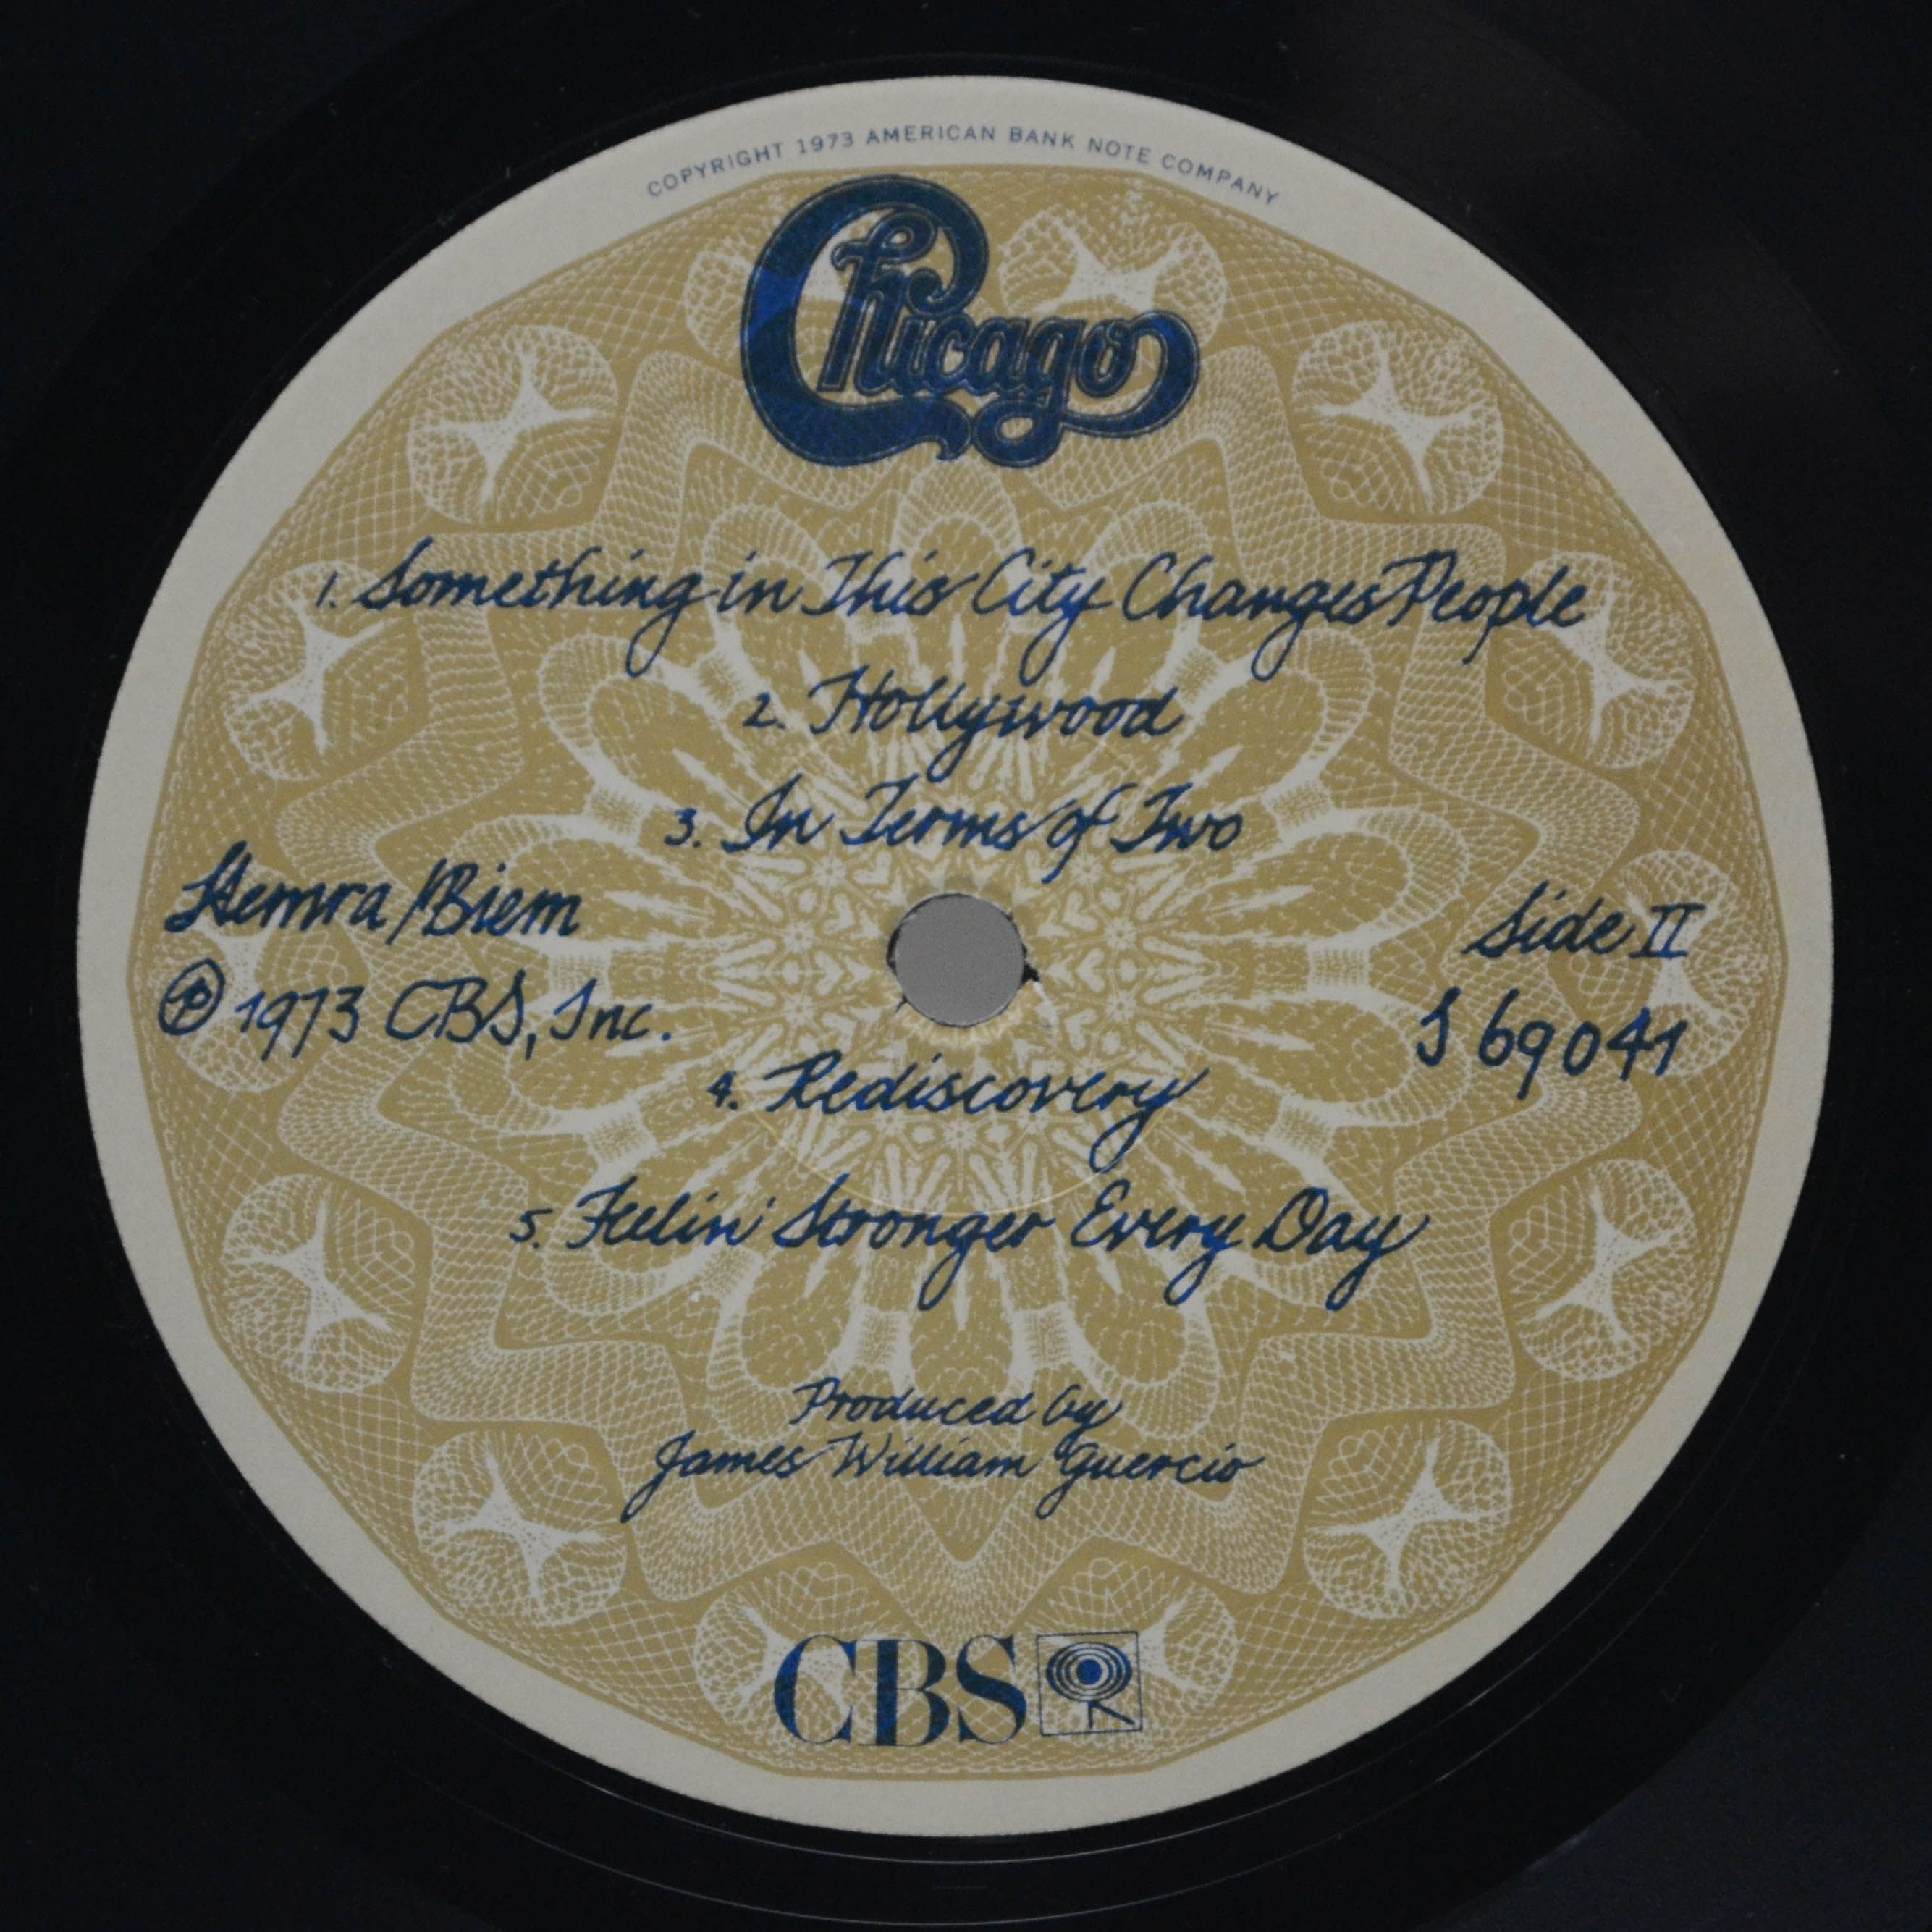 COPYRIGHT 1973 AMERICAN BANK NOTE COMPANY
Chicago
1. Something in This City Changes People
2. Hollywood
3. In Terms of Two
Stemra/Biem
Ⓟ 1973 CBS, Inc.
Side II
S 69041
4. Rediscovery
5. Feelin' Stronger Every Day
Produced by
James William Guercio
CBS